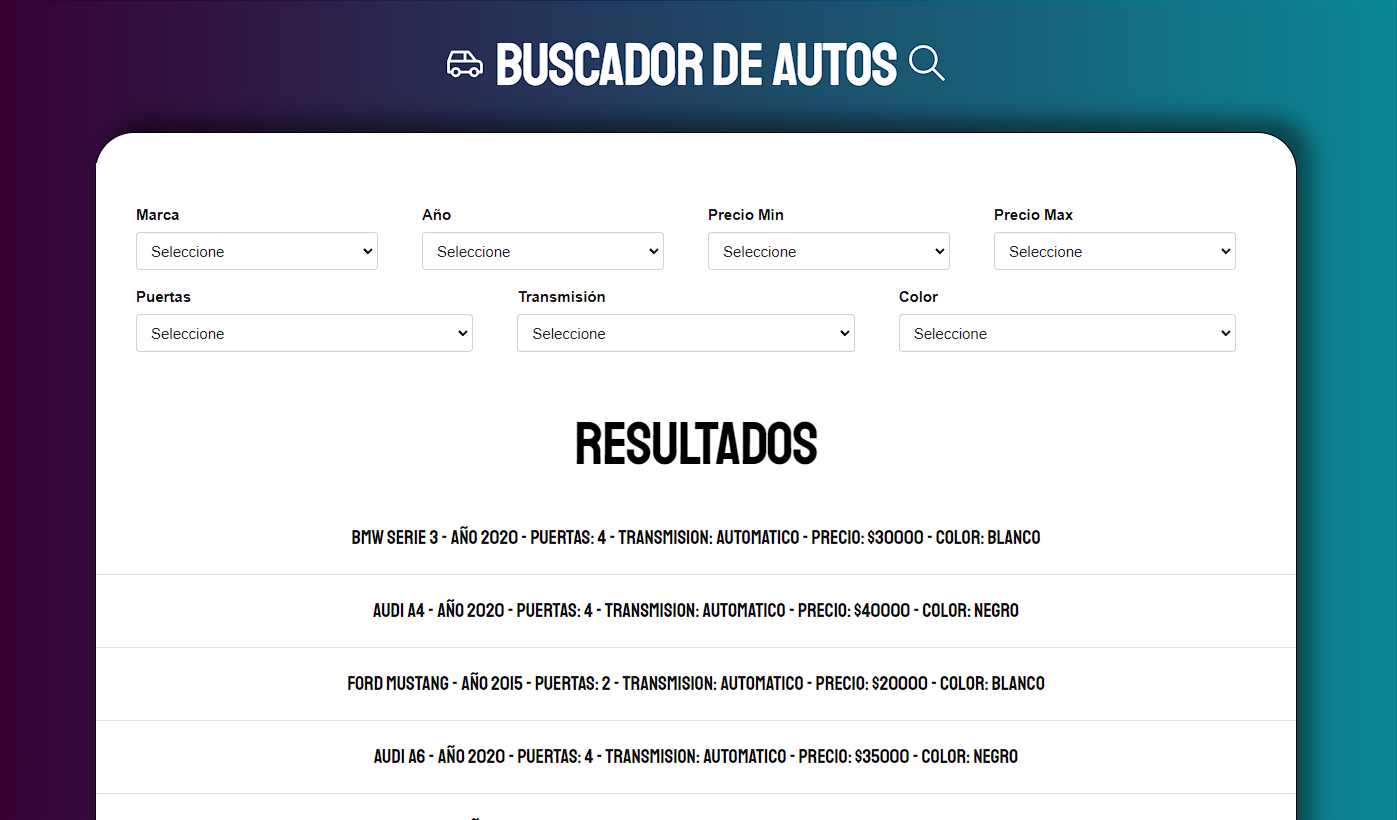 BUSCADOR DE AUTOS
Marca Año Precio Min Precio Max
Seleccione Seleccione Seleccione Seleccione
Puertas Transmisión Color
Seleccione Seleccione Seleccione
RESULTADOS
BMW SERIE 3 - AÑO 2020 - PUERTAS: 4 - TRANSMISION: AUTOMATICO - PRECIO: $30000 - COLOR: BLANCO
AUDI A4 - AÑO 2020 - PUERTAS: 4 - TRANSMISION: AUTOMATICO - PRECIO: $40000 - COLOR: NEGRO
FORD MUSTANG - AÑO 2015 - PUERTAS: 2 - TRANSMISION: AUTOMATICO - PRECIO: $20000 - COLOR: BLANCO
AUDI A6 - AÑO 2020 - PUERTAS: 4 - TRANSMISION: AUTOMATICO - PRECIO: $35000 - COLOR: NEGRO